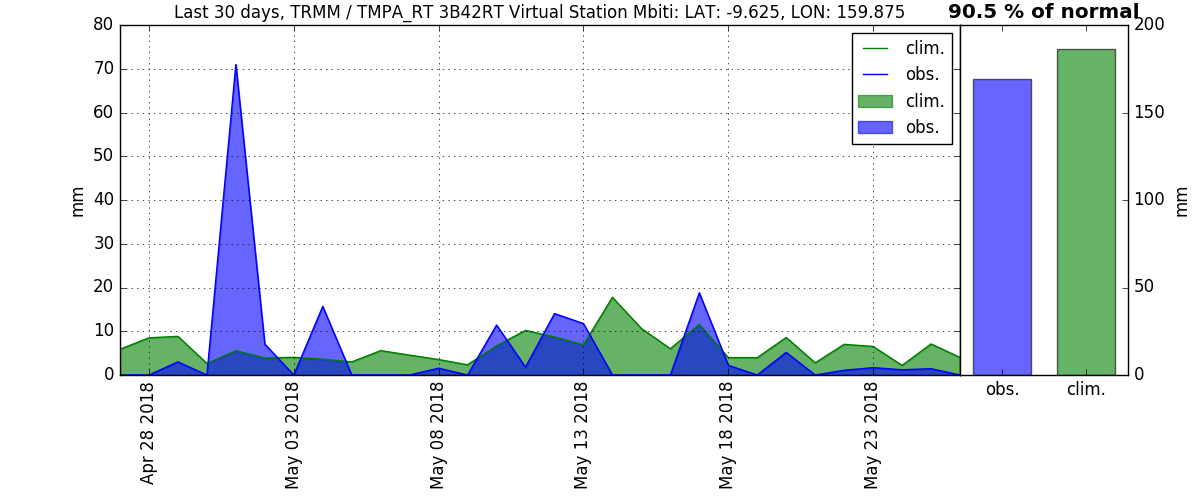 Last 30 days, TRMM / TMPA_RT 3B42RT Virtual Station Mbiti: LAT: -9.625, LON: 159.875
90.5 % of normal
80
70
60
50
40
30
20
10
0
mm
clim.
obs.
clim.
obs.
200
150
100
50
0
mm
Apr 28 2018
May 03 2018
May 08 2018
May 13 2018
May 18 2018
May 23 2018
obs.
clim.